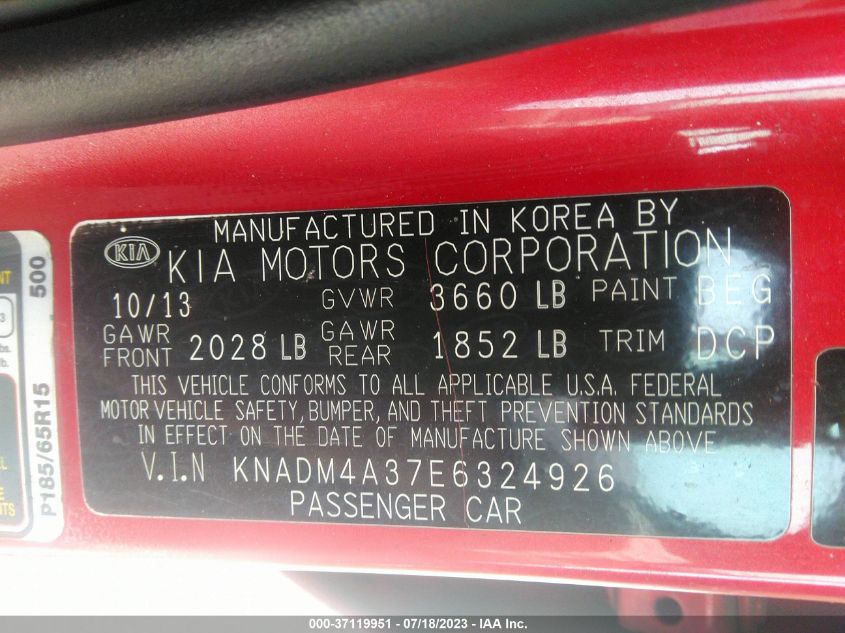 MANUFACTURED IN KOREA BY
KIA KIA MOTORS CORPORATION
10/13 GVWR 3660 LB PAINT BEG
GAWR FRONT 2028 LB GAWR REAR 1852 LB TRIM DCP
THIS VEHICLE CONFORMS TO ALL APPLICABLE U.S.A. FEDERAL
MOTOR VEHICLE SAFETY, BUMPER, AND THEFT PREVENTION STANDARDS
IN EFFECT ON THE DATE OF MANUFACTURE SHOWN ABOVE
V.I.N KNADM4A37E6324926
PASSENGER CAR
P185/65R15 500
000-37119951 - 07/18/2023 - IAA Inc.